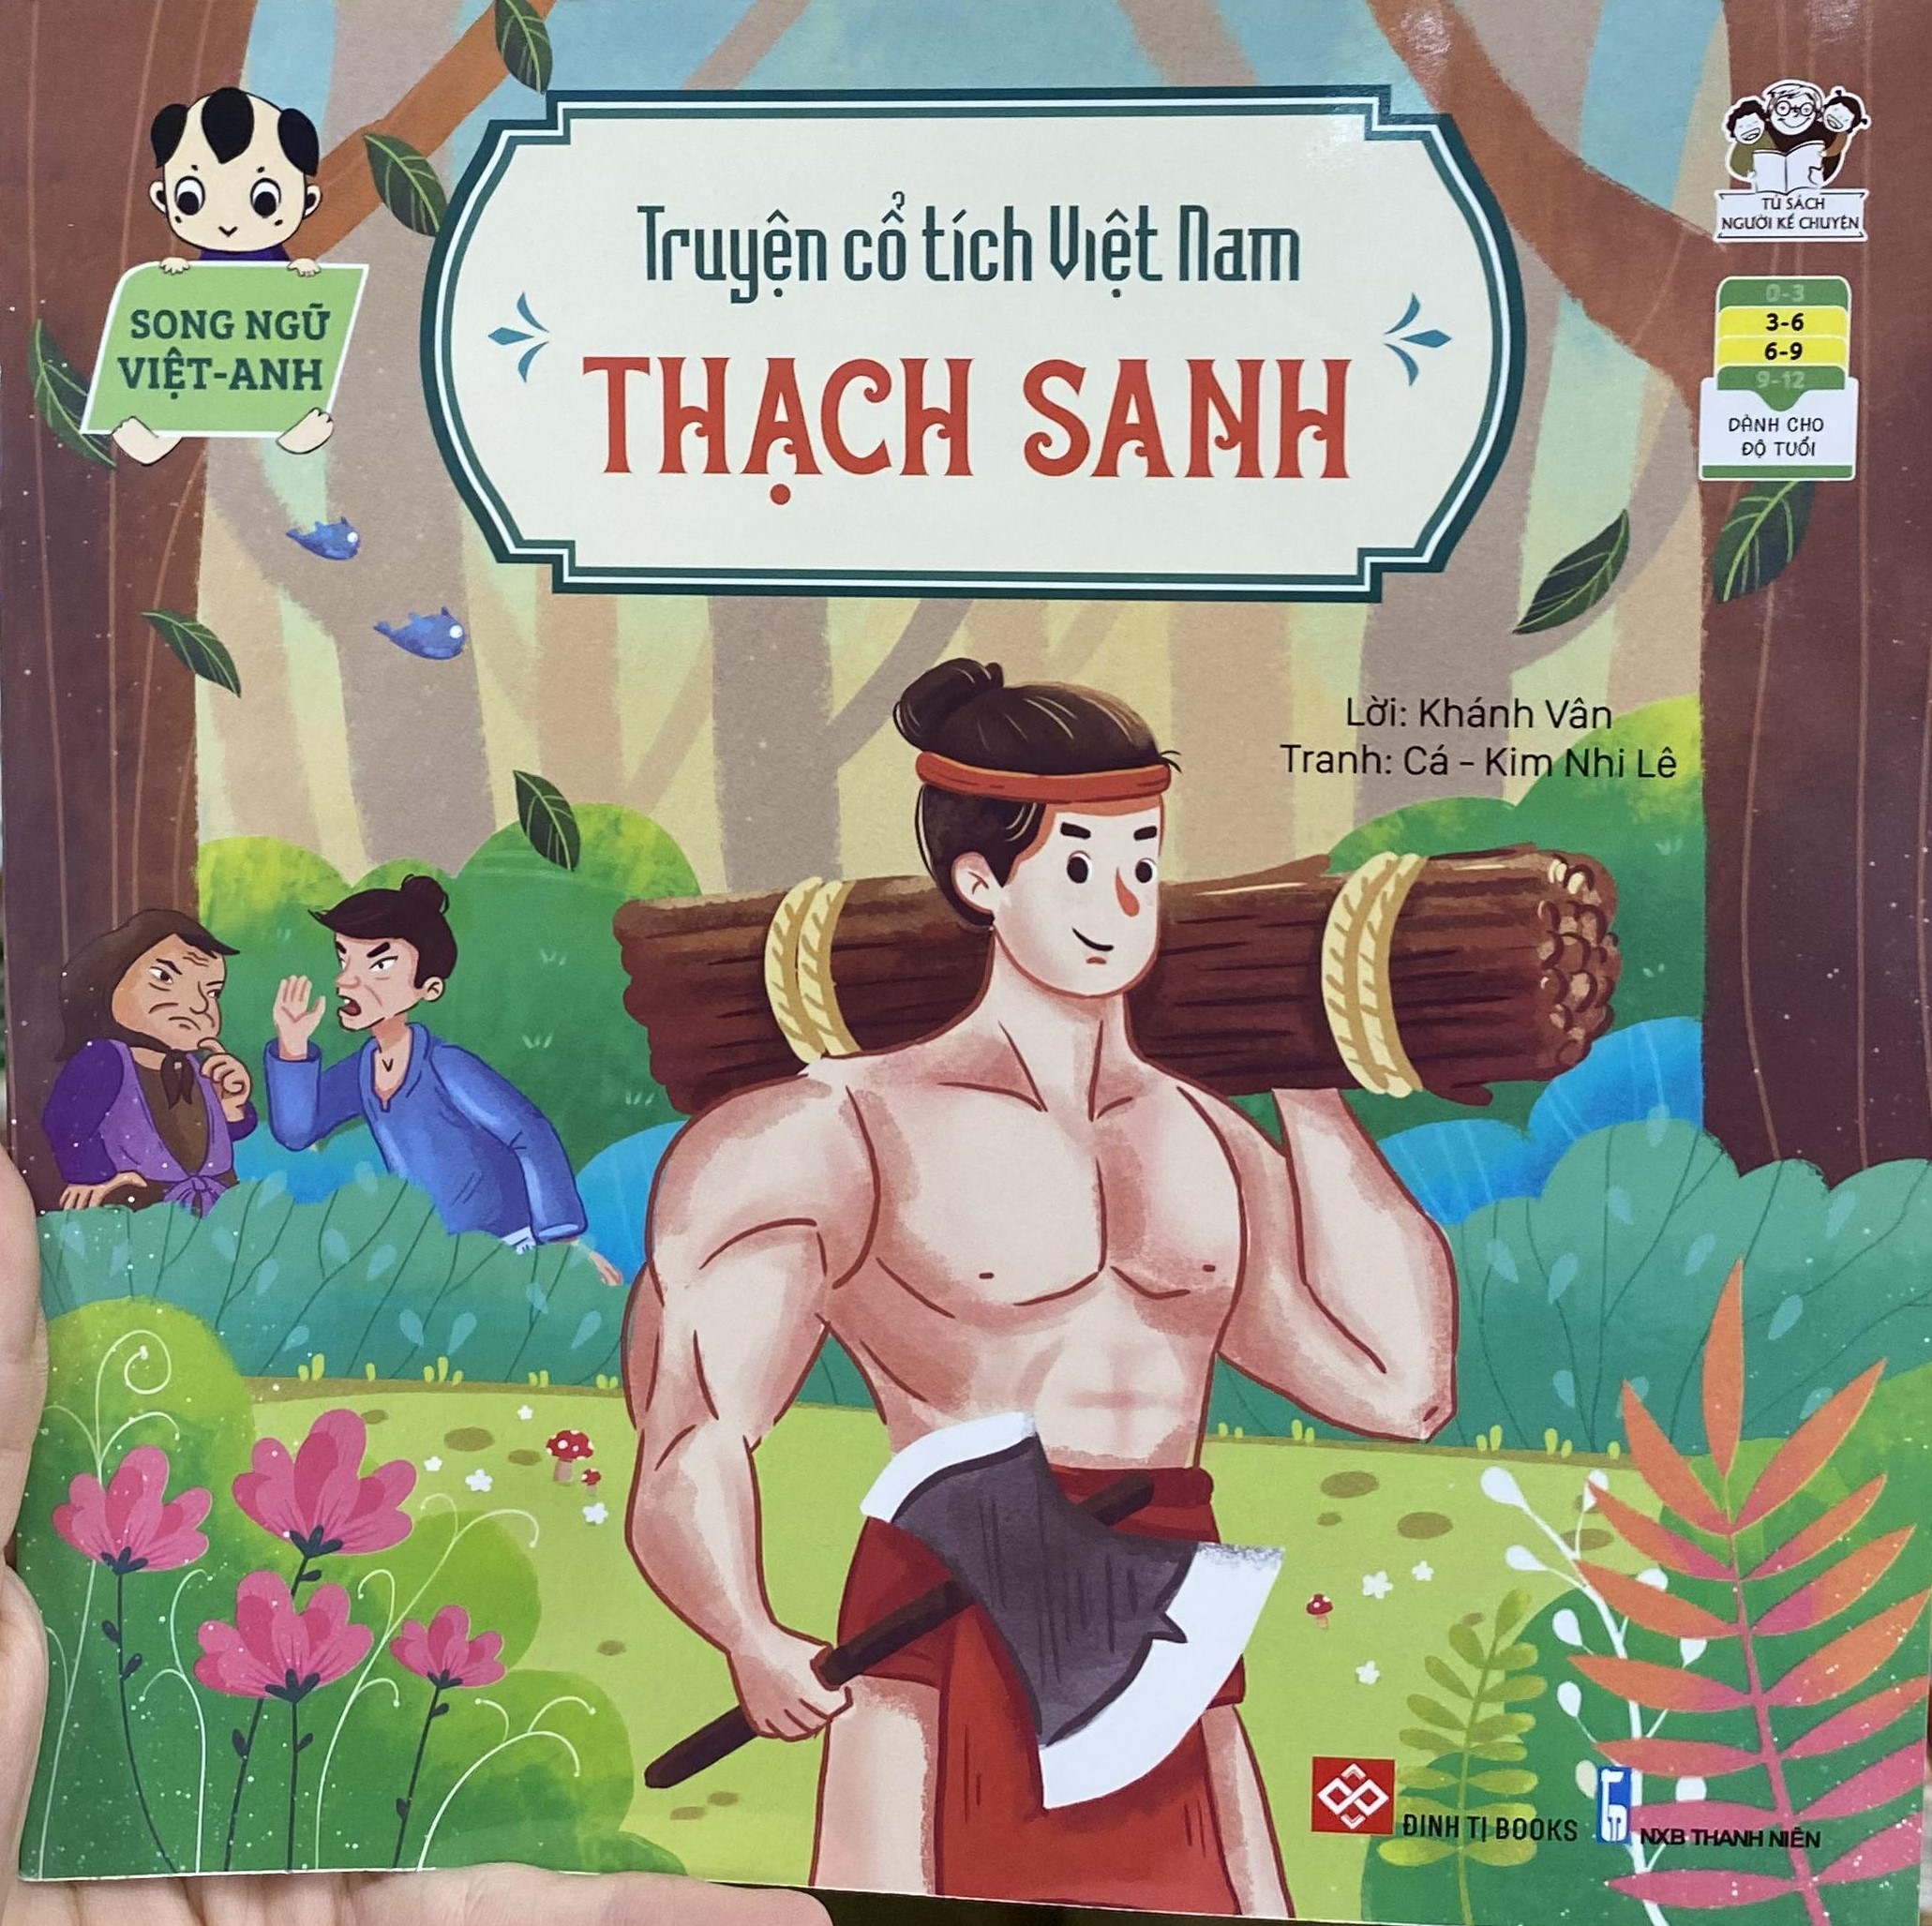 Truyện cổ tích Việt Nam
THẠCH SANH
SONG NGỮ
VIỆT-ANH
TỦ SÁCH
NGƯỜI KỂ CHUYỆN
0-3
3-6
6-9
9-12
DÀNH CHO
ĐỘ TUỔI
Lời: Khánh Vân
Tranh: Cá - Kim Nhi Lê
ĐINH TỊ BOOKS
NXB THANH NIÊN